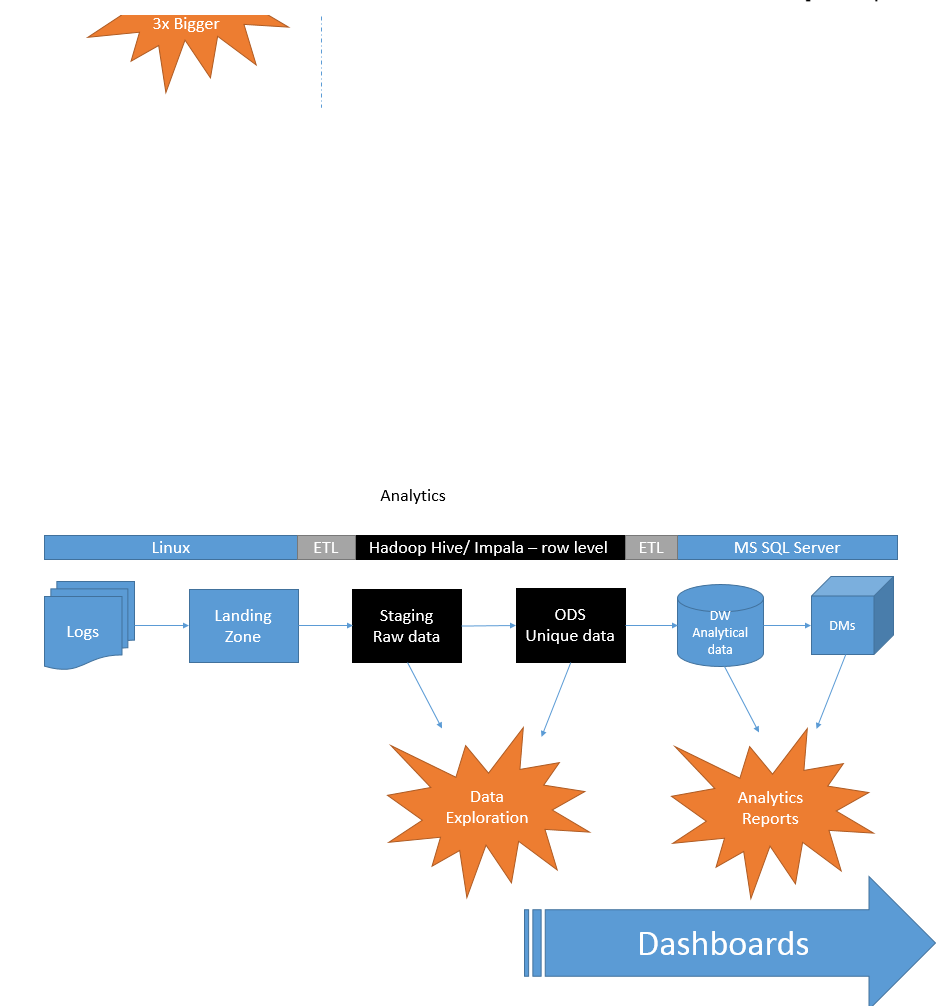 3x Bigger
Analytics
Linux
ETL
Hadoop Hive/ Impala – row level
ETL
MS SQL Server
Logs
Landing
Zone
Staging
Raw data
ODS
Unique data
DW
Analytical
data
DMs
Data
Exploration
Analytics
Reports
Dashboards